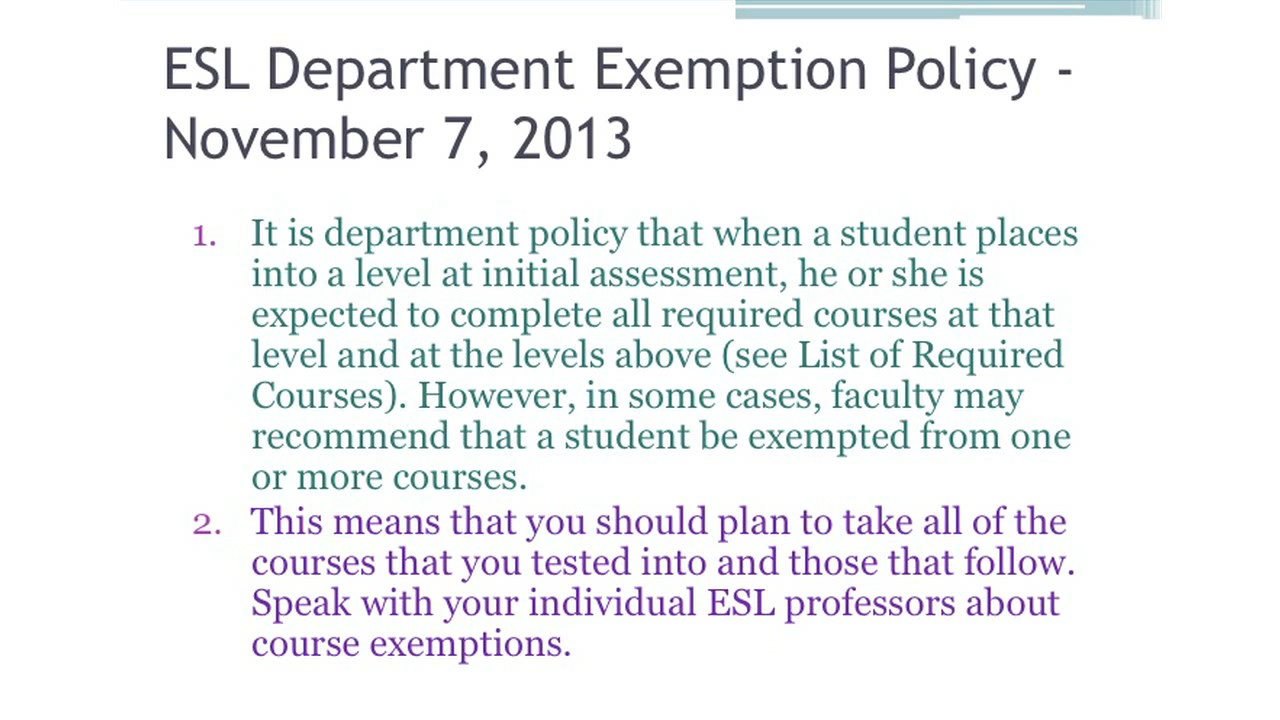 ESL Department Exemption Policy -
November 7, 2013
1. It is department policy that when a student places
into a level at initial assessment, he or she is
expected to complete all required courses at that
level and at the levels above (see List of Required
Courses). However, in some cases, faculty may
recommend that a student be exempted from one
or more courses.
2. This means that you should plan to take all of the
courses that you tested into and those that follow.
Speak with your individual ESL professors about
course exemptions.